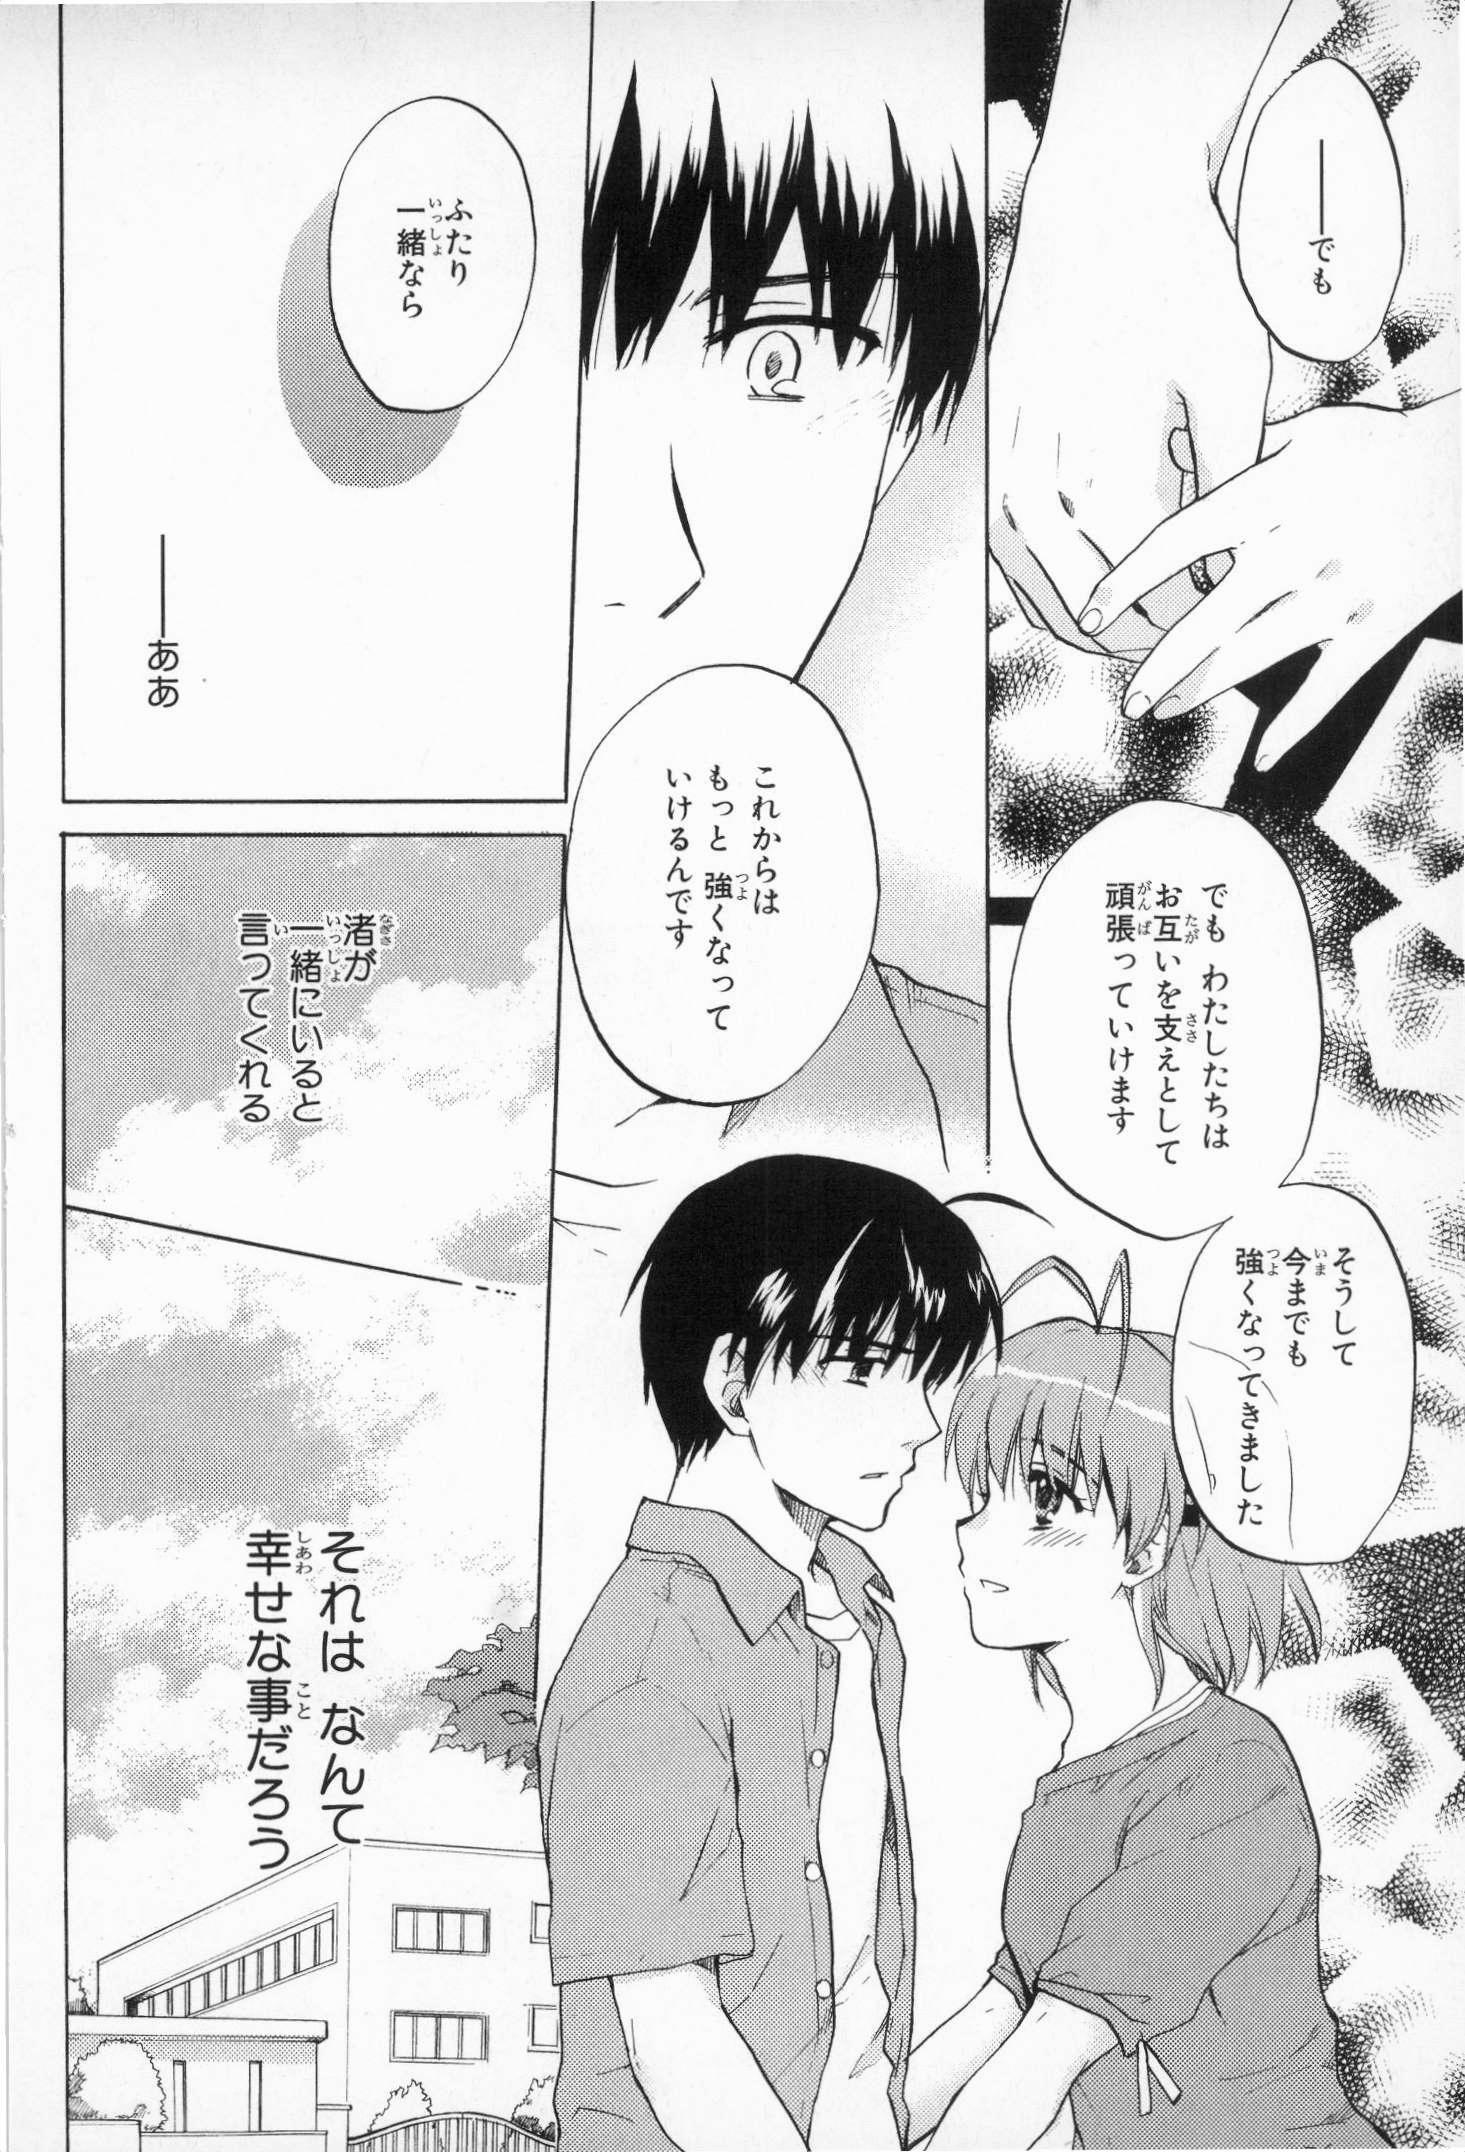 ――でも
でも わたしたちは
お互いを支えとして
頑張っていけます
そうして
今までも
強くなってきました
これからは
もっと 強くなって
いけるんです
ふたり
一緒なら
――ああ
渚が
一緒にいると
言ってくれる
それは なんて
幸せな事だろう